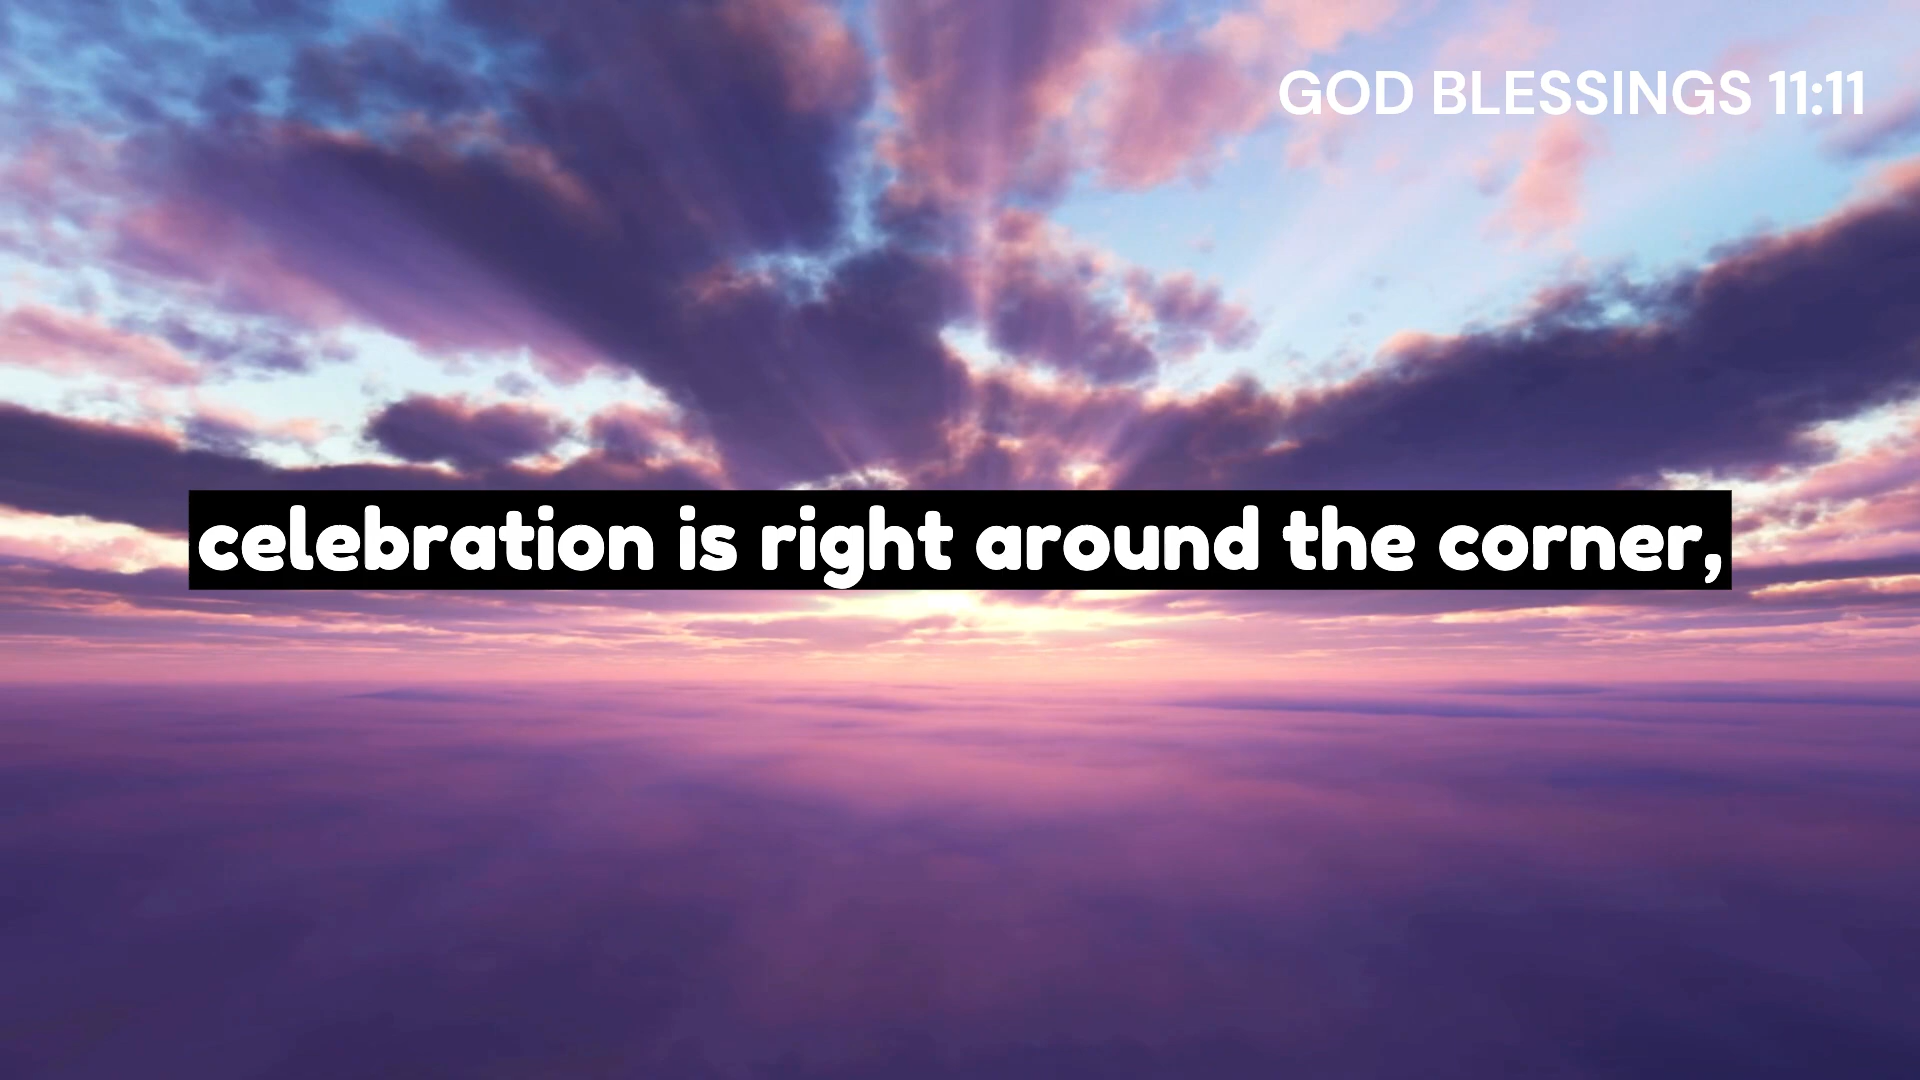 GOD BLESSINGS 11:11
celebration is right around the corner,